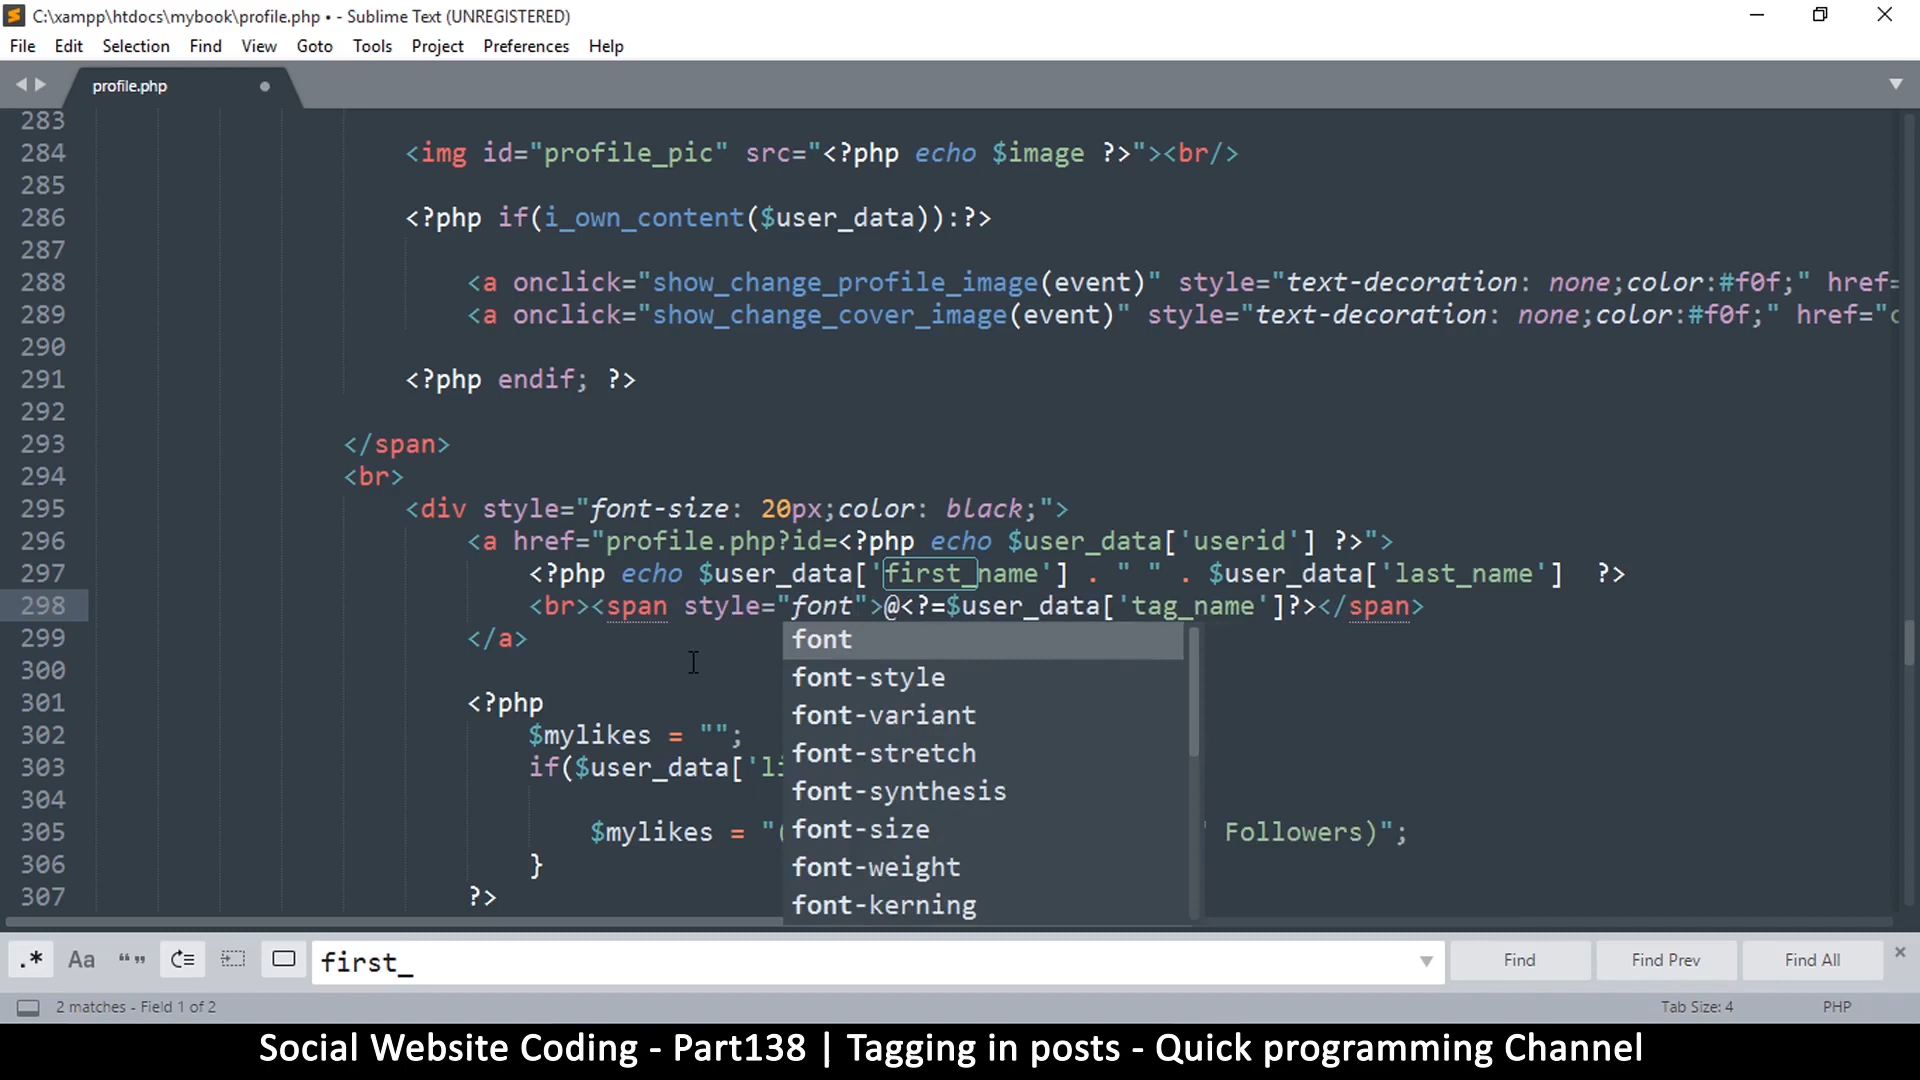 C:\xampp\htdocs\mybook\profile.php • - Sublime Text (UNREGISTERED)
File Edit Selection Find View Goto Tools Project Preferences Help
profile.php
283
284 <img id="profile_pic" src="<?php echo $image ?>"><br/>
285
286 <?php if(i_own_content($user_data)):?>
287
288 <a onclick="show_change_profile_image(event)" style="text-decoration: none;color:#f0f;" href=
289 <a onclick="show_change_cover_image(event)" style="text-decoration: none;color:#f0f;" href="c
290
291 <?php endif; ?>
292
293 </span>
294 <br>
295 <div style="font-size: 20px;color: black;">
296 <a href="profile.php?id=<?php echo $user_data['userid'] ?>">
297 <?php echo $user_data['first_name'] . " " . $user_data['last_name'] ?>
298 <br><span style="font">@<?=$user_data['tag_name']?></span>
299 </a>
font
font-style
font-variant
font-stretch
font-synthesis
font-size
font-weight
font-kerning
300
301 <?php
302 $mylikes = "";
303 if($user_data['li
304
305 $mylikes = "( Followers)";
306 }
307 ?>
.* Aa “ ” first_ Find Find Prev Find All
2 matches - Field 1 of 2 Tab Size: 4 PHP
Social Website Coding - Part138 | Tagging in posts - Quick programming Channel